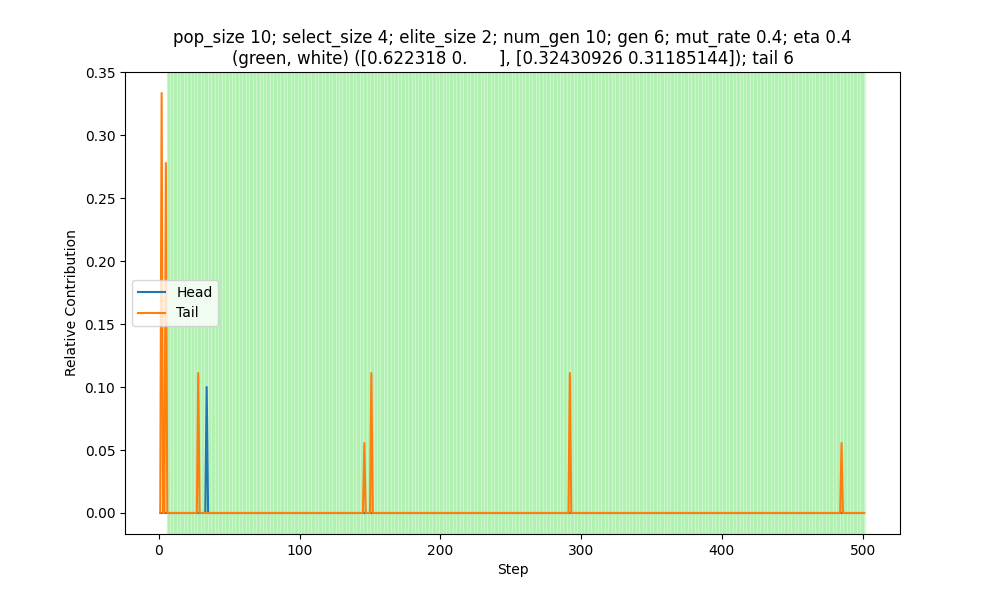 pop_size 10; select_size 4; elite_size 2; num_gen 10; gen 6; mut_rate 0.4; eta 0.4
(green, white) ([0.622318 0.      ], [0.32430926 0.31185144]); tail 6
0.35
0.30
0.25
0.20
0.15
0.10
0.05
0.00
Relative Contribution
Head
Tail
0 100 200 300 400 500
Step